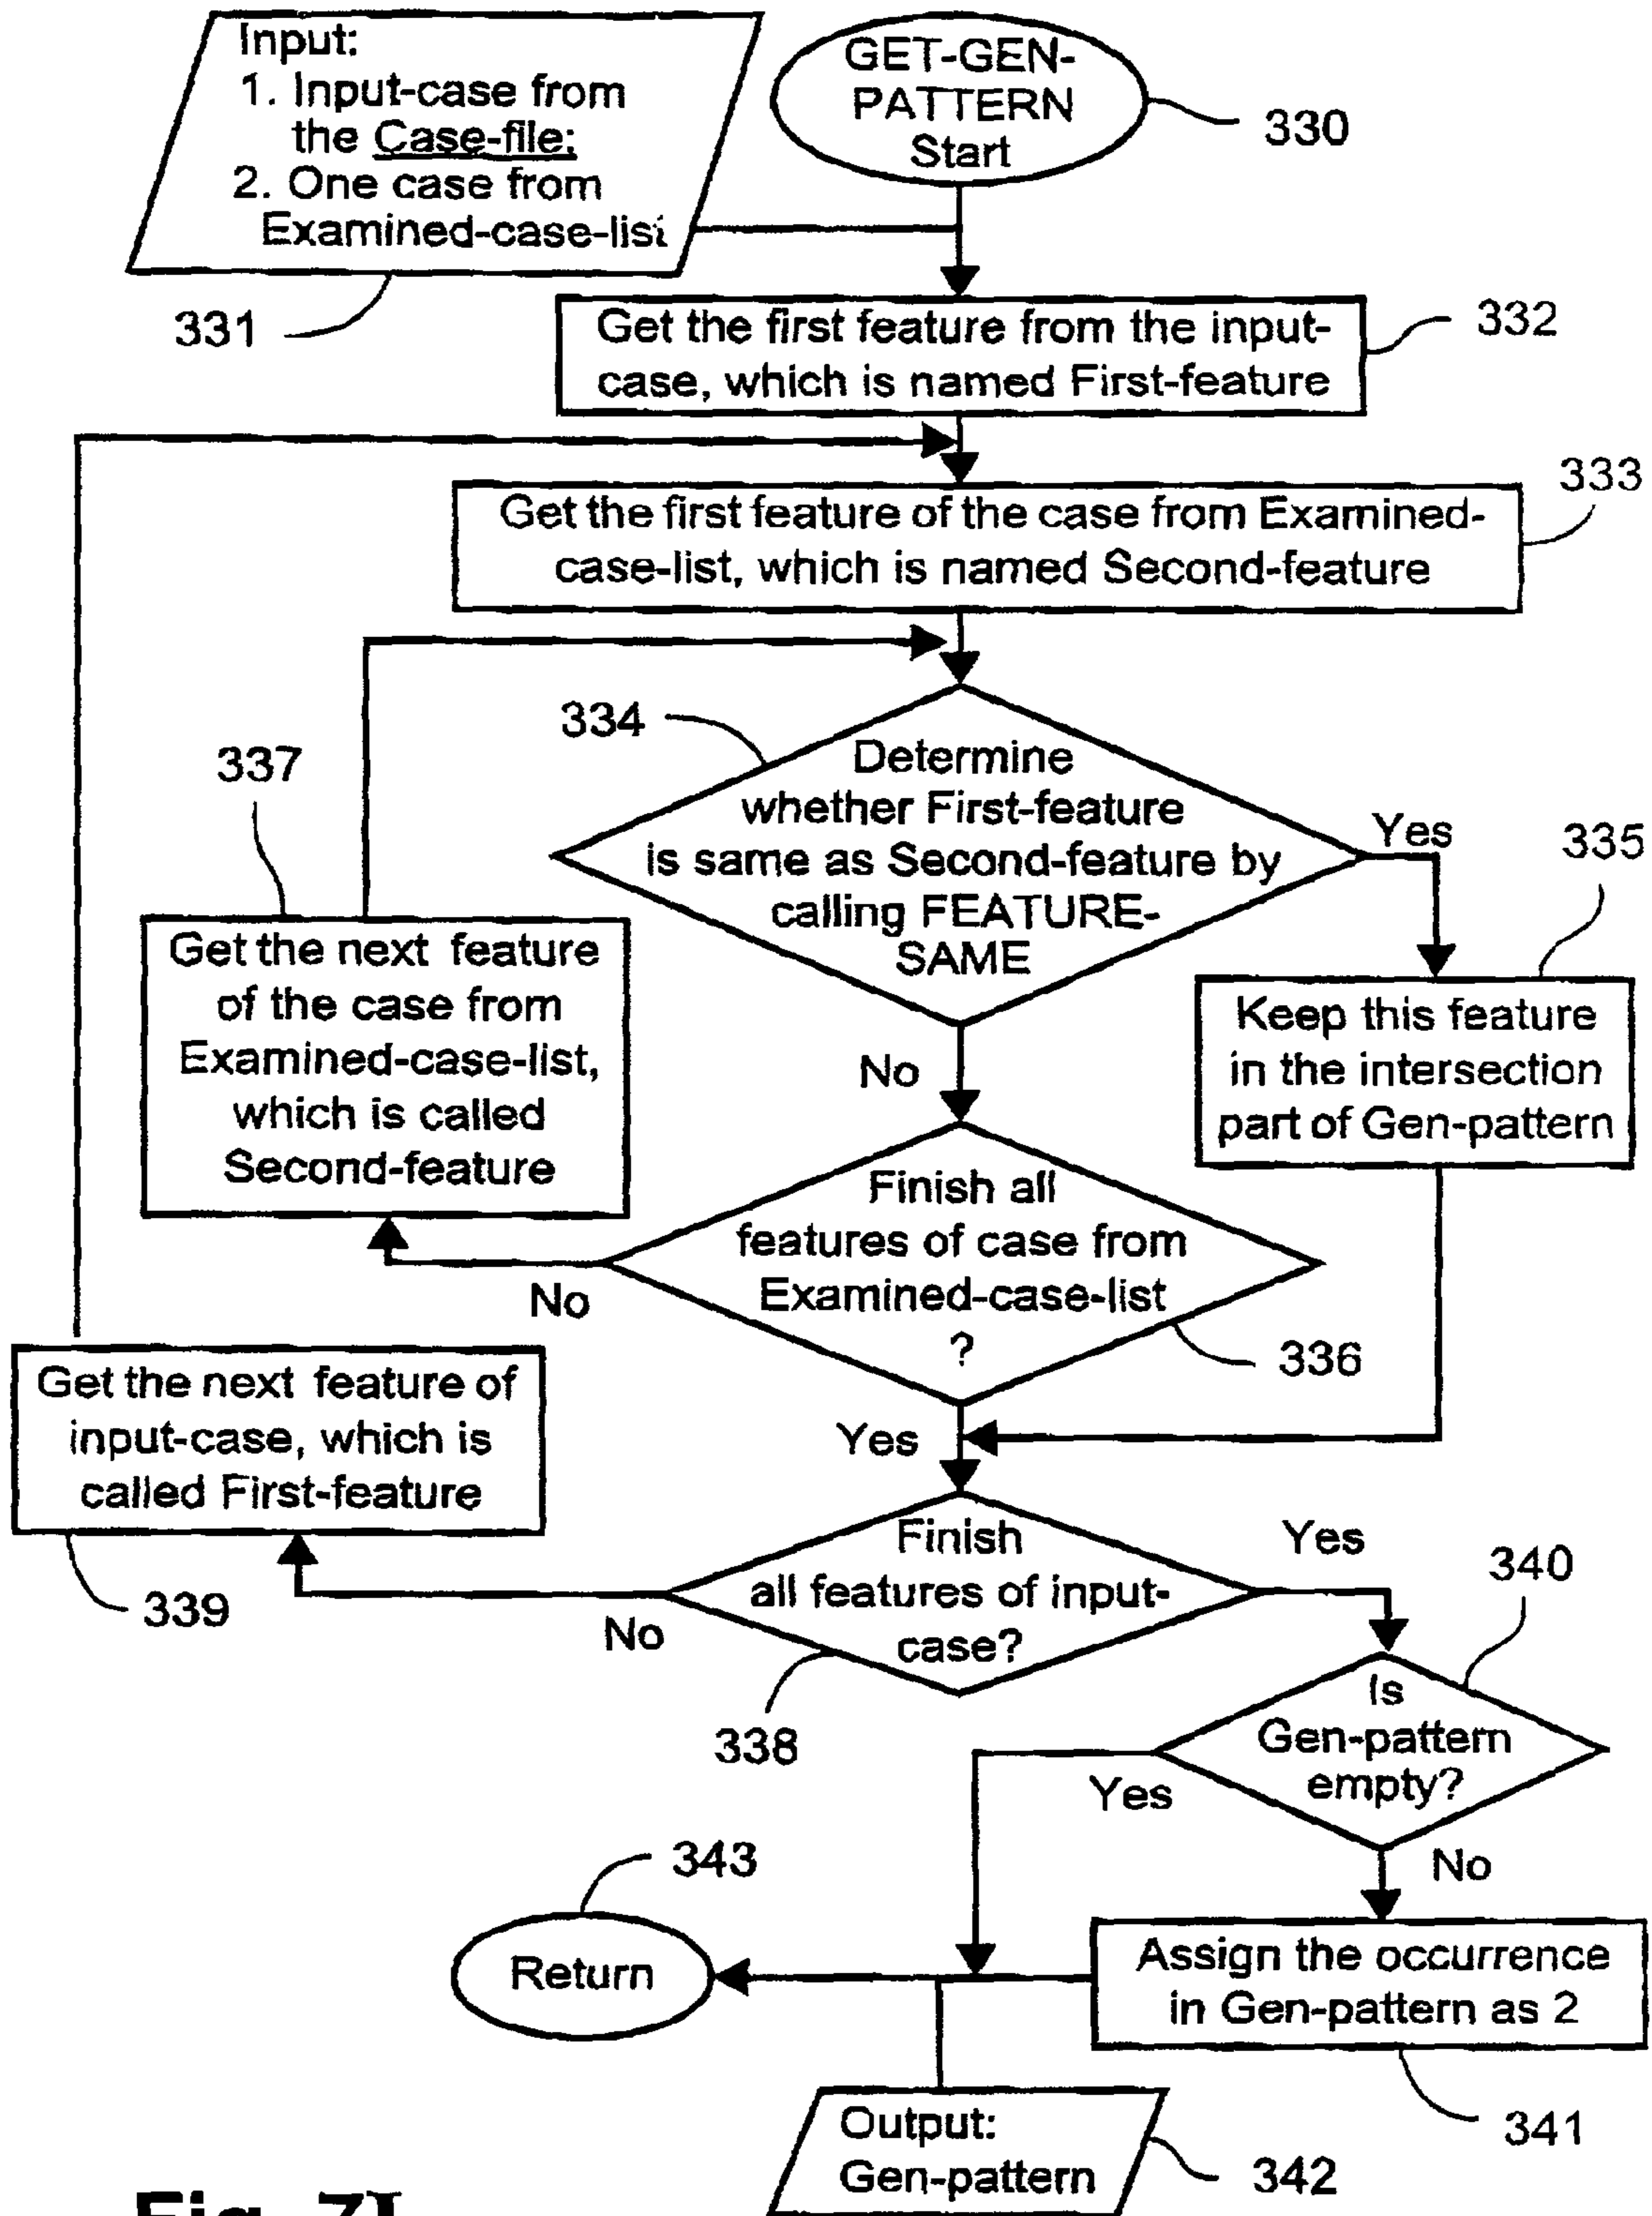 Input:
1. Input-case from
the Case-file;
2. One case from
Examined-case-list
331
GET-GEN-
PATTERN
Start
330
Get the first feature from the input-
case, which is named First-feature
332
Get the first feature of the case from Examined-
case-list, which is named Second-feature
333
334
Determine
whether First-feature
is same as Second-feature by
calling FEATURE-
SAME
Yes
335
Keep this feature
in the intersection
part of Gen-pattern
No
337
Get the next feature
of the case from
Examined-case-list,
which is called
Second-feature
Finish all
features of case from
Examined-case-list
?
336
No
Yes
Get the next feature of
input-case, which is
called First-feature
339
Finish
all features of input-
case?
338
No
Yes
340
Is
Gen-pattern
empty?
Yes
No
343
Return
Assign the occurrence
in Gen-pattern as 2
341
Output:
Gen-pattern
342
Fig.